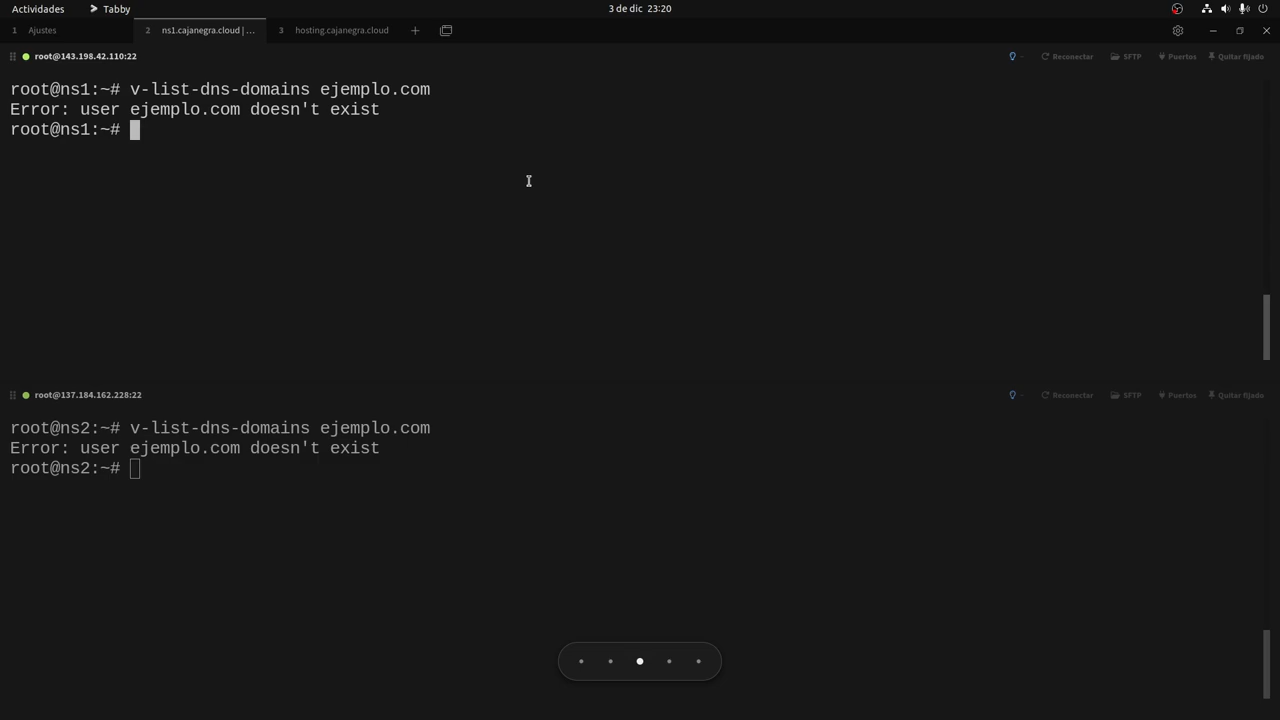 Actividades
Tabby
3 de dic 23:20
1 Ajustes
2 ns1.cajanegra.cloud | ...
3 hosting.cajanegra.cloud
root@143.198.42.110:22
Reconectar
SFTP
Puertos
Quitar fijado
root@ns1:~# v-list-dns-domains ejemplo.com
Error: user ejemplo.com doesn't exist
root@ns1:~#
root@137.184.162.228:22
Reconectar
SFTP
Puertos
Quitar fijado
root@ns2:~# v-list-dns-domains ejemplo.com
Error: user ejemplo.com doesn't exist
root@ns2:~#